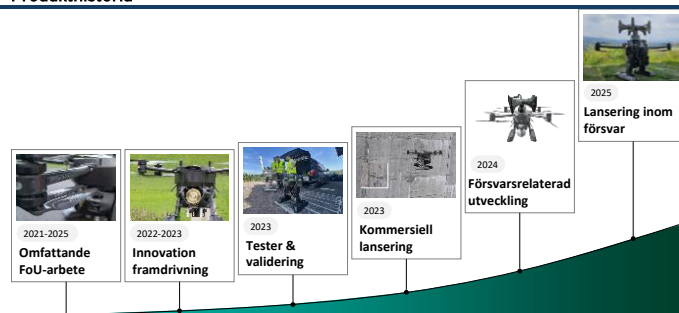 Produkthistoria
2021-2025
Omfattande
FoU-arbete
2022-2023
Innovation
framdrivning
2023
Tester &
validering
2023
Kommersiell
lansering
2024
Försvarsrelaterad
utveckling
2025
Lansering inom
försvar